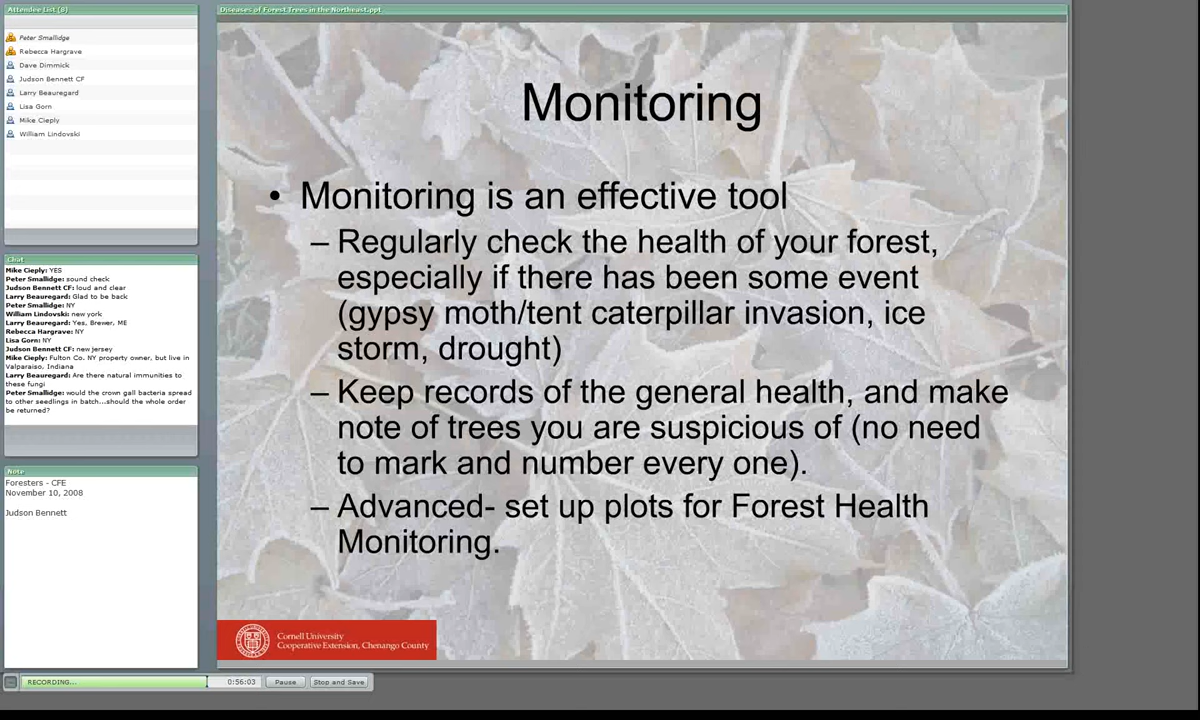 Attendee List (8)
Peter Smallidge
Rebecca Hargrave
Dave Dimmick
Judson Bennett CF
Larry Beauregard
Lisa Gorn
Mike Cieply
William Lindovski
Chat
Mike Cieply: YES
Peter Smallidge: sound check
Judson Bennett CF: loud and clear
Larry Beauregard: Glad to be back
Peter Smallidge: NY
William Lindovski: new york
Larry Beauregard: Yes, Brewer, ME
Rebecca Hargrave: NY
Lisa Gorn: NY
Judson Bennett CF: new jersey
Mike Cieply: Fulton Co. NY property owner, but live in
Valparaiso, Indiana
Larry Beauregard: Are there natural immunities to
these fungi
Peter Smallidge: would the crown gall bacteria spread
to other seedlings in batch...should the whole order
be returned?
Note
Foresters - CFE
November 10, 2008
Judson Bennett
Diseases of Forest Trees in the Northeast.ppt
Monitoring
• Monitoring is an effective tool
– Regularly check the health of your forest,
especially if there has been some event
(gypsy moth/tent caterpillar invasion, ice
storm, drought)
– Keep records of the general health, and make
note of trees you are suspicious of (no need
to mark and number every one).
– Advanced- set up plots for Forest Health
Monitoring.
Cornell University
Cooperative Extension, Chenango County
RECORDING... 0:56:03 Pause Stop and Save